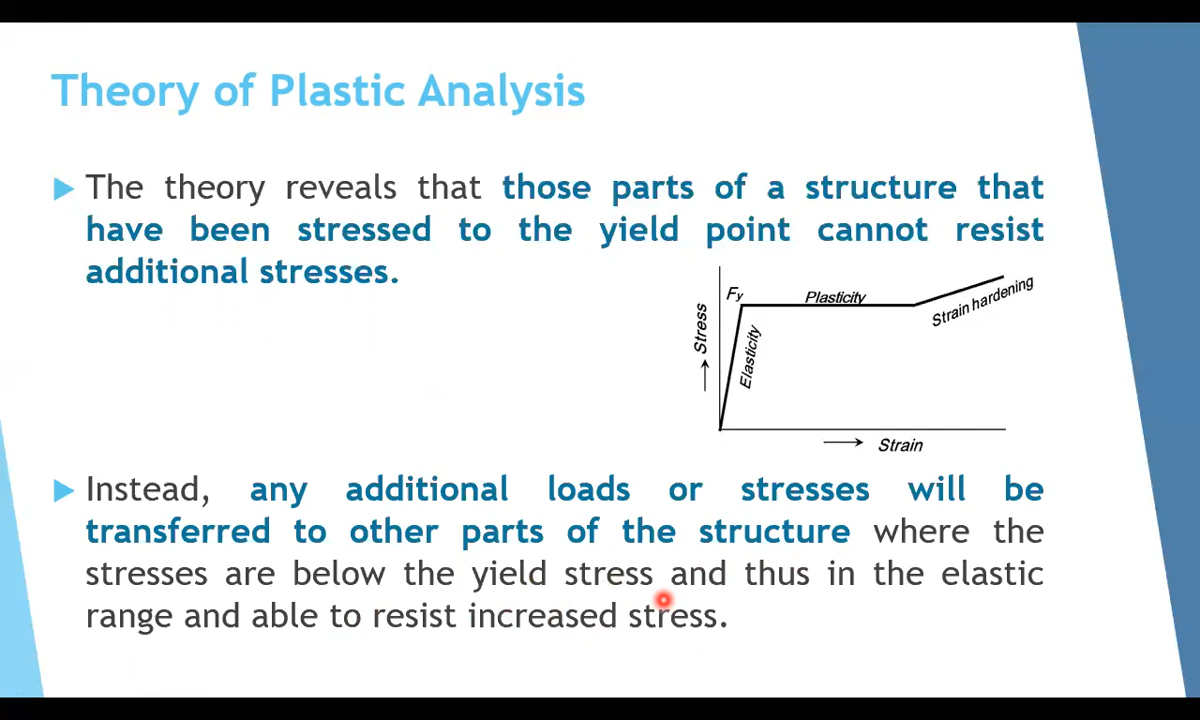 Theory of Plastic Analysis
The theory reveals that those parts of a structure that
have been stressed to the yield point cannot resist
additional stresses.
Fy
Plasticity
Strain hardening
Stress
Elasticity
Strain
Instead, any additional loads or stresses will be
transferred to other parts of the structure where the
stresses are below the yield stress and thus in the elastic
range and able to resist increased stress.